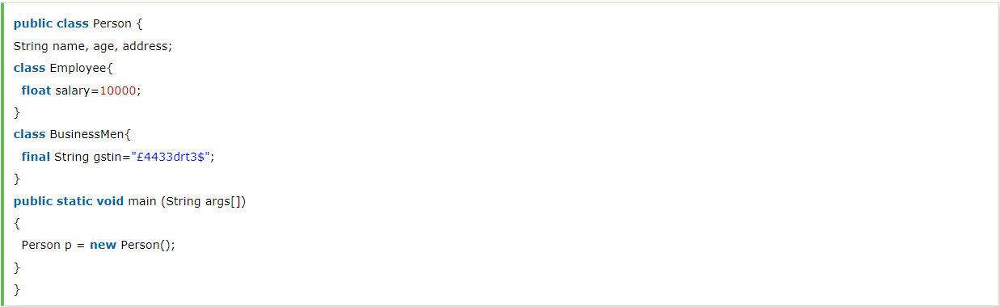 public class Person {
String name, age, address;
class Employee{
  float salary=10000;
}
class BusinessMen{
  final String gstin="£4433drt3$";
}
public static void main (String args[])
{
  Person p = new Person();
}
}